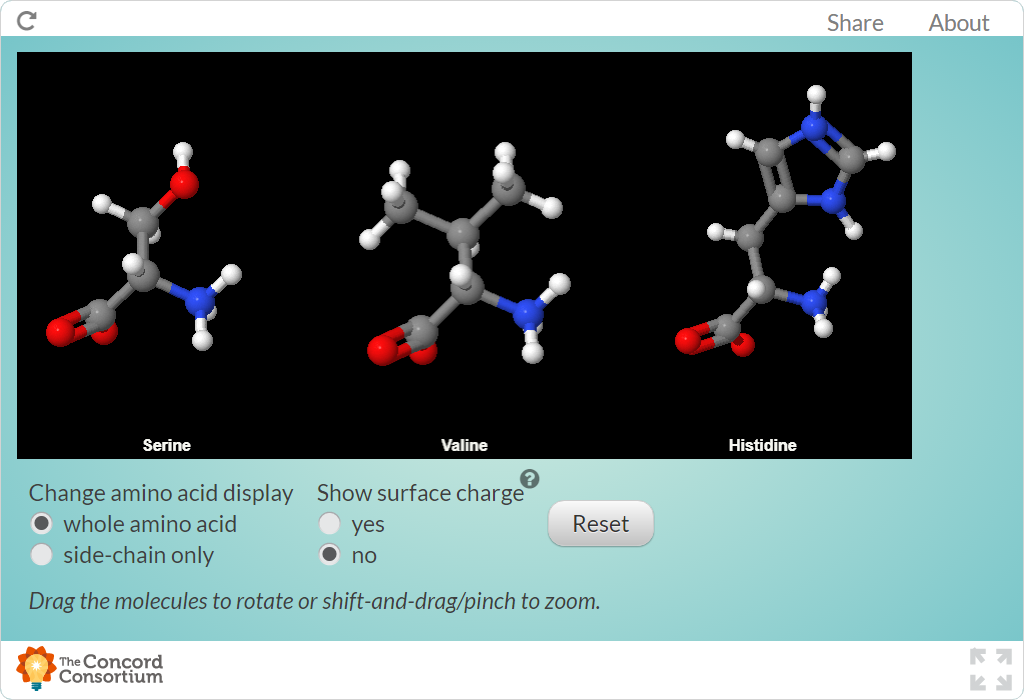 Share About
Serine Valine Histidine
Change amino acid display Show surface charge ?
whole amino acid yes
side-chain only no
Reset
Drag the molecules to rotate or shift-and-drag/pinch to zoom.
The Concord
Consortium